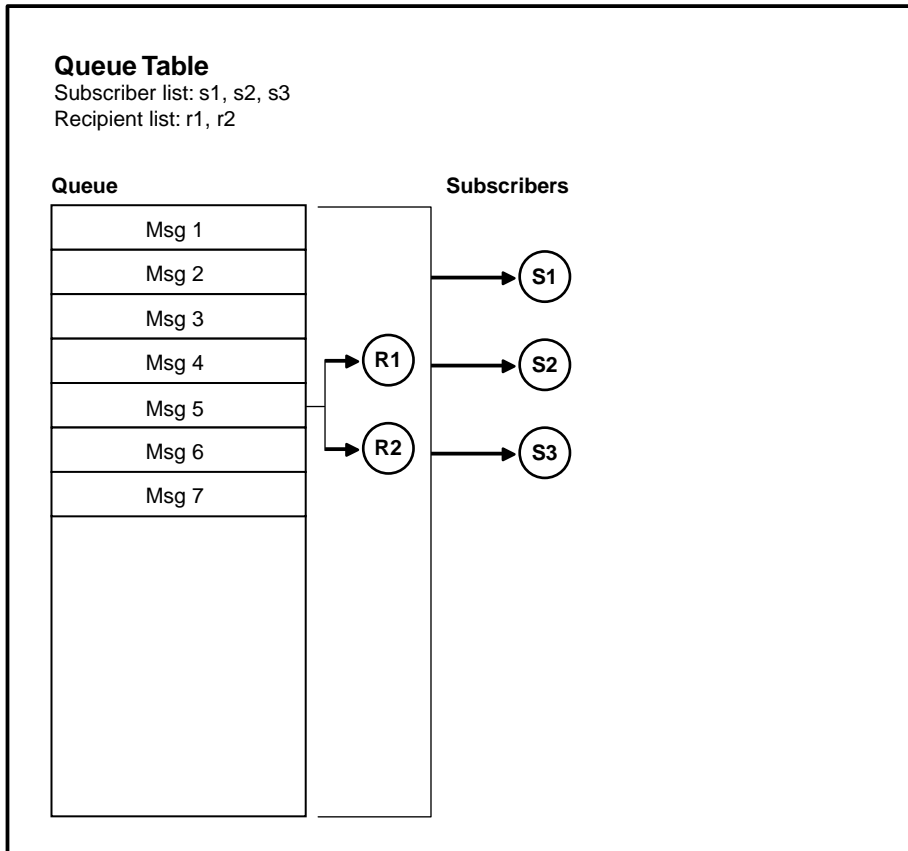 Queue Table
Subscriber list: s1, s2, s3
Recipient list: r1, r2
Queue
Subscribers
Msg 1
Msg 2
Msg 3
Msg 4
Msg 5
Msg 6
Msg 7
R1
R2
S1
S2
S3